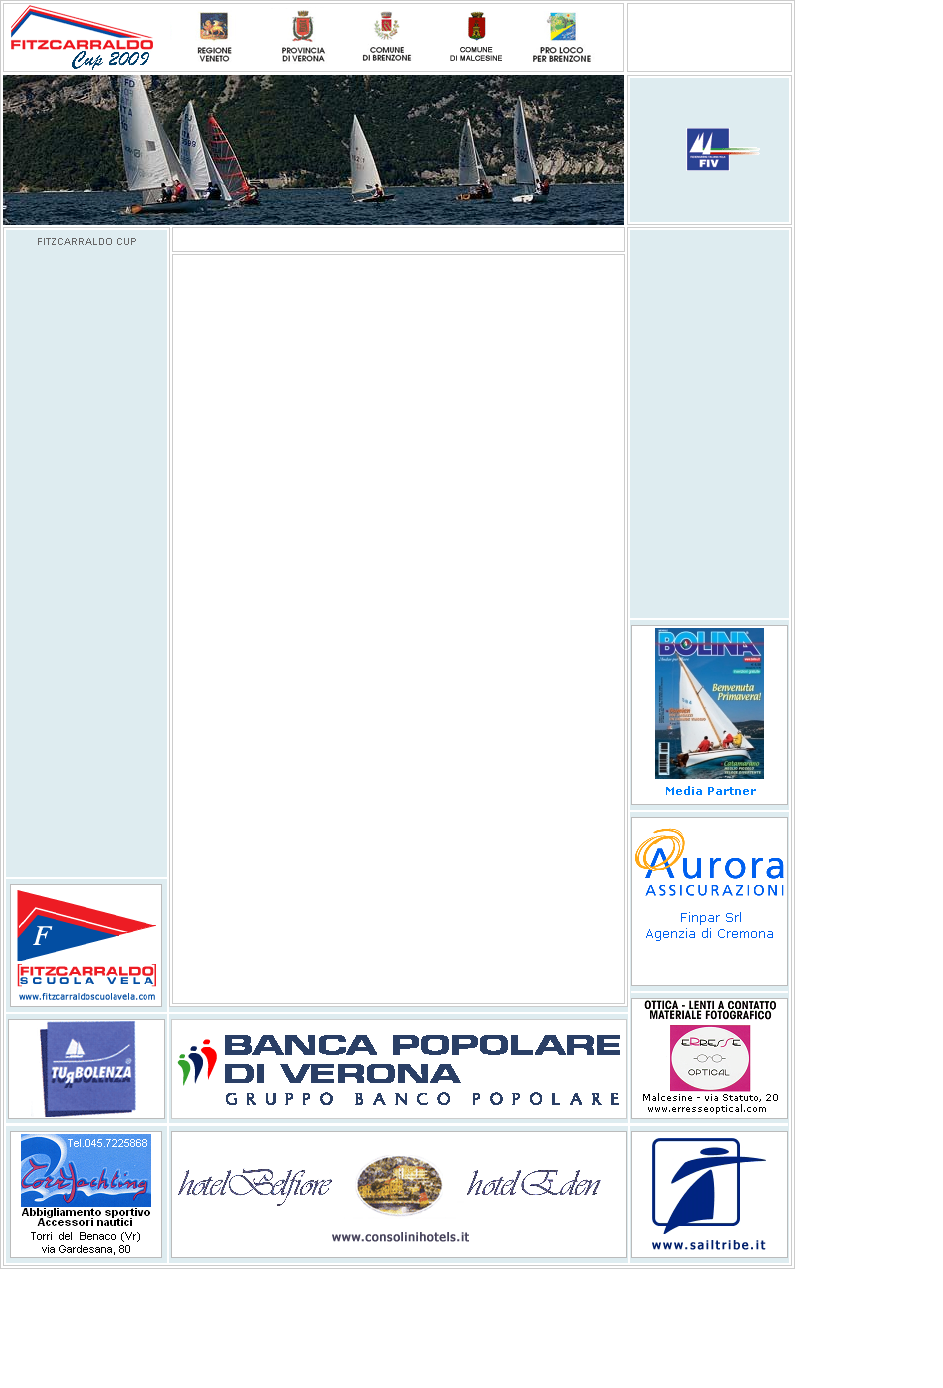 FITZCARRALDO
Cup 2009
REGIONE
VENETO
PROVINCIA
DI VERONA
COMUNE
DI BRENZONE
COMUNE
DI MALCESINE
PRO LOCO
PER BRENZONE
FIV
FITZCARRALDO CUP
BOLINA
Benvenuta
Primavera!
Catamarano
Media Partner
Aurora
ASSICURAZIONI
Finpar Srl
Agenzia di Cremona
F
FITZCARRALDO
SCUOLA VELA
www.fitzcarraldoscuolavela.com
OTTICA - LENTI A CONTATTO
MATERIALE FOTOGRAFICO
ERRESSE
OPTICAL
Malcesine - via Statuto, 20
www.erresseoptical.com
TURBOLENZA
BANCA POPOLARE
DI VERONA
GRUPPO BANCO POPOLARE
Tel.045.7225868
Torri Yachting
Abbigliamento sportivo
Accessori nautici
Torri del Benaco (Vr)
via Gardesana, 80
hotel Belfiore
hotel Eden
www.consolinihotels.it
www.sailtribe.it